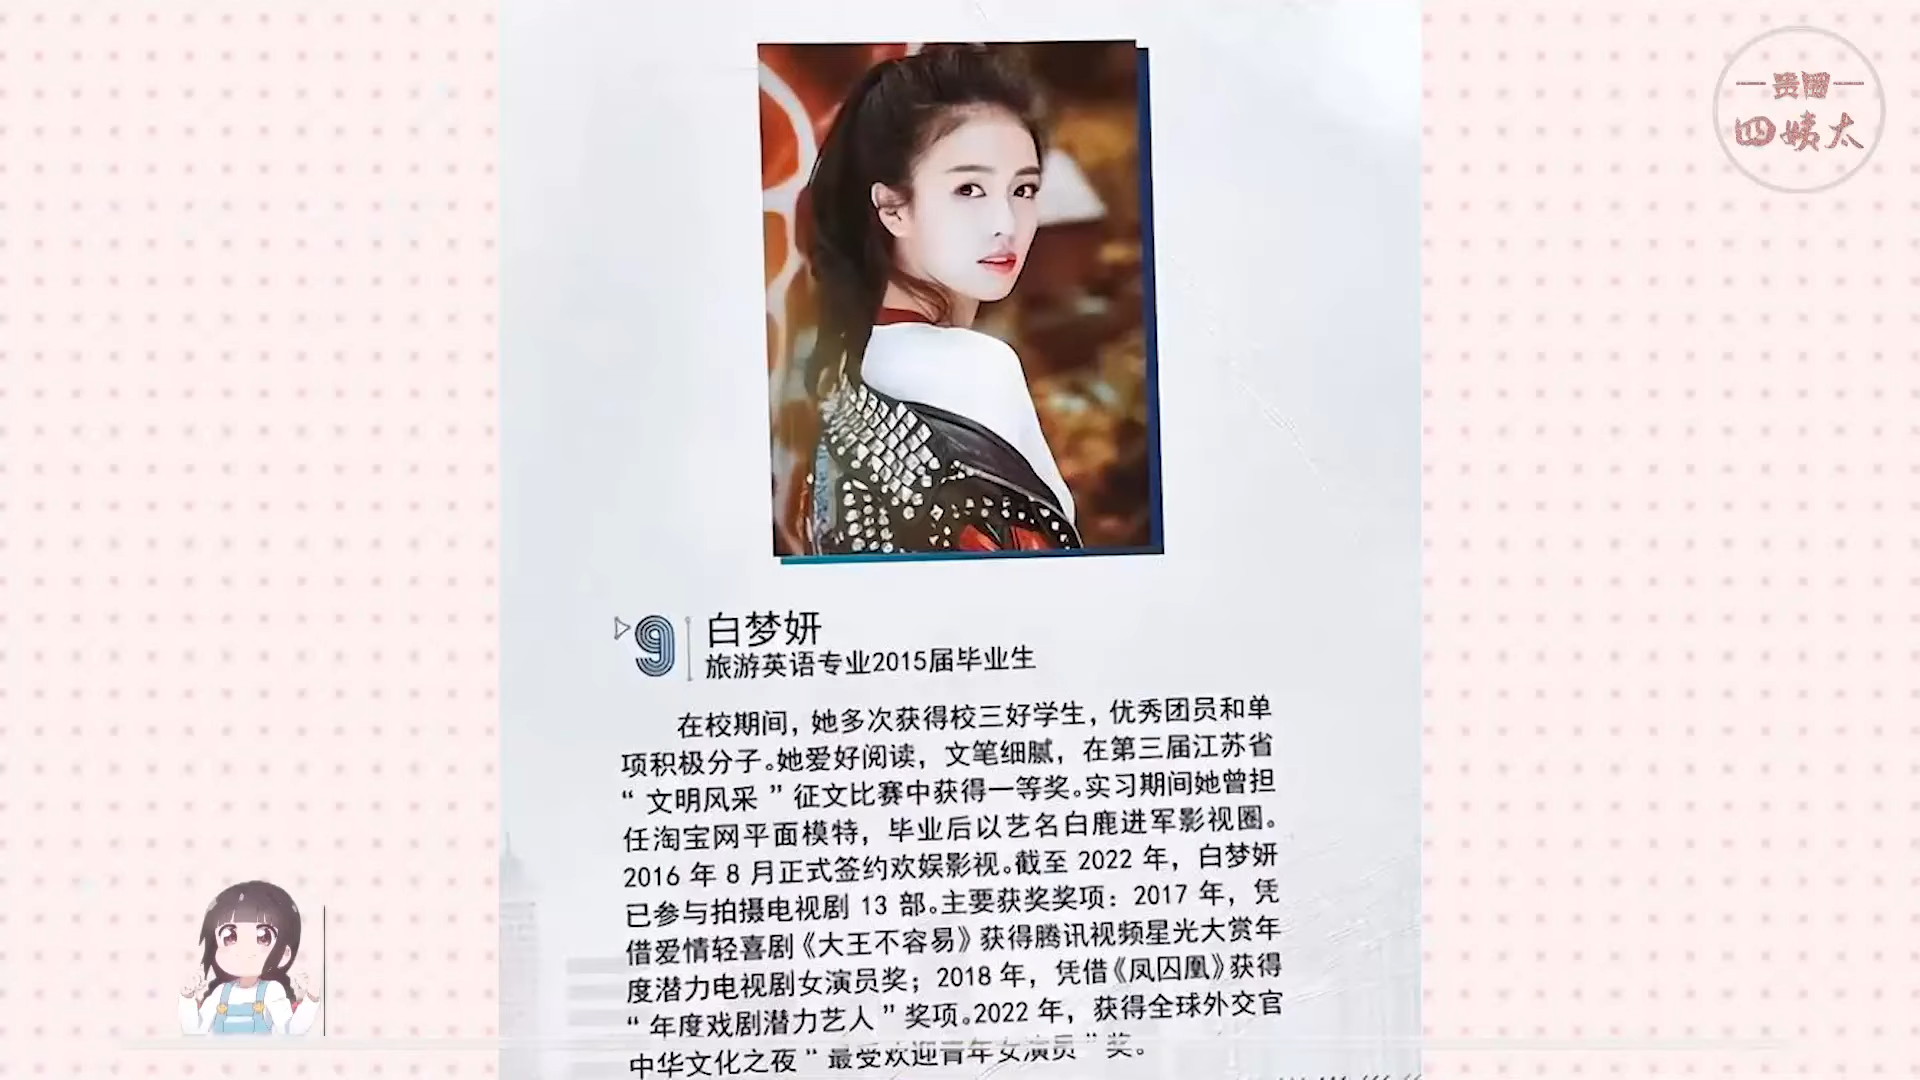 贵圈
四姨太
9
白梦妍
旅游英语专业2015届毕业生
在校期间，她多次获得校三好学生，优秀团员和单
项积极分子。她爱好阅读，文笔细腻，在第三届江苏省
“文明风采”征文比赛中获得一等奖。实习期间她曾担
任淘宝网平面模特，毕业后以艺名白鹿进军影视圈。
2016 年 8 月正式签约欢娱影视。截至 2022 年，白梦妍
已参与拍摄电视剧 13 部。主要获奖奖项：2017 年，凭
借爱情轻喜剧《大王不容易》获得腾讯视频星光大赏年
度潜力电视剧女演员奖；2018 年，凭借《凤囚凰》获得
“年度戏剧潜力艺人”奖项。2022 年，获得全球外交官
中华文化之夜“最受欢迎青年女演员”奖。